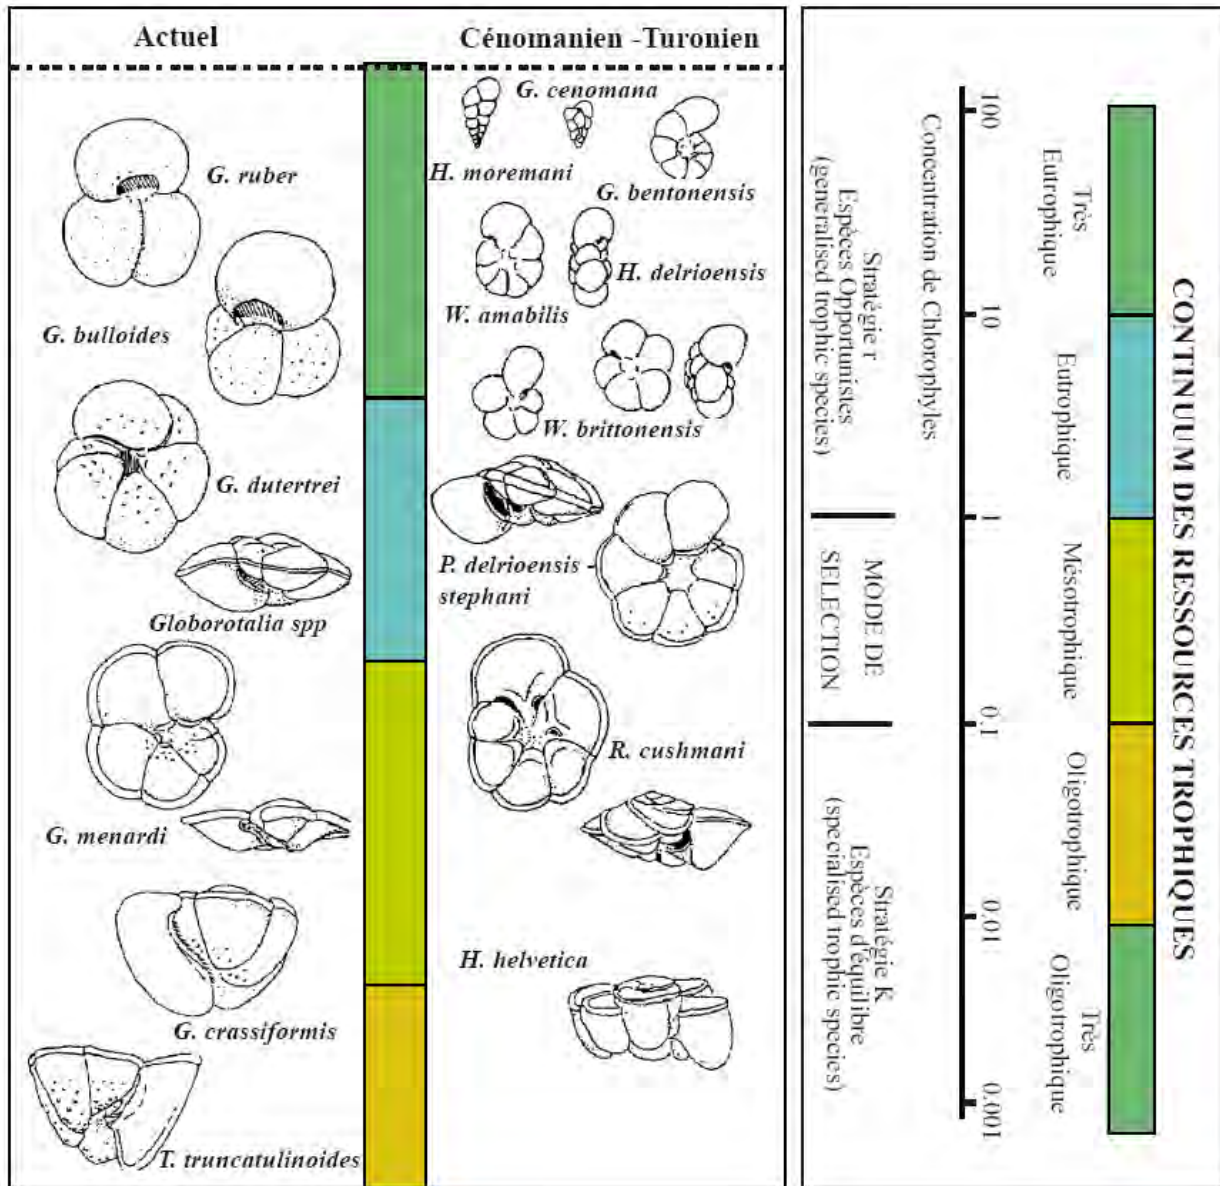 Actuel
Cénomanien -Turonien
G. ruber
G. bulloides
G. dutertrei
Globorotalia spp
G. menardi
G. crassiformis
T. truncatulinoides
G. cenomana
H. moremani
G. bentonensis
H. delrioensis
W. amabilis
W. brittonensis
P. delrioensis -
stephani
R. cushmani
H. helvetica
CONTINUUM DES RESSOURCES TROPHIQUES
Très
Eutrophique
Eutrophique
Mésotrophique
Oligotrophique
Très
Oligotrophique
100
10
1
0.1
0.01
0.001
Concentration de Chlorophyles
Stratégie r
Espèces Opportunistes
(generalised trophic species)
MODE DE
SELECTION
Stratégie K
Espèces d'équilibre
(specialised trophic species)